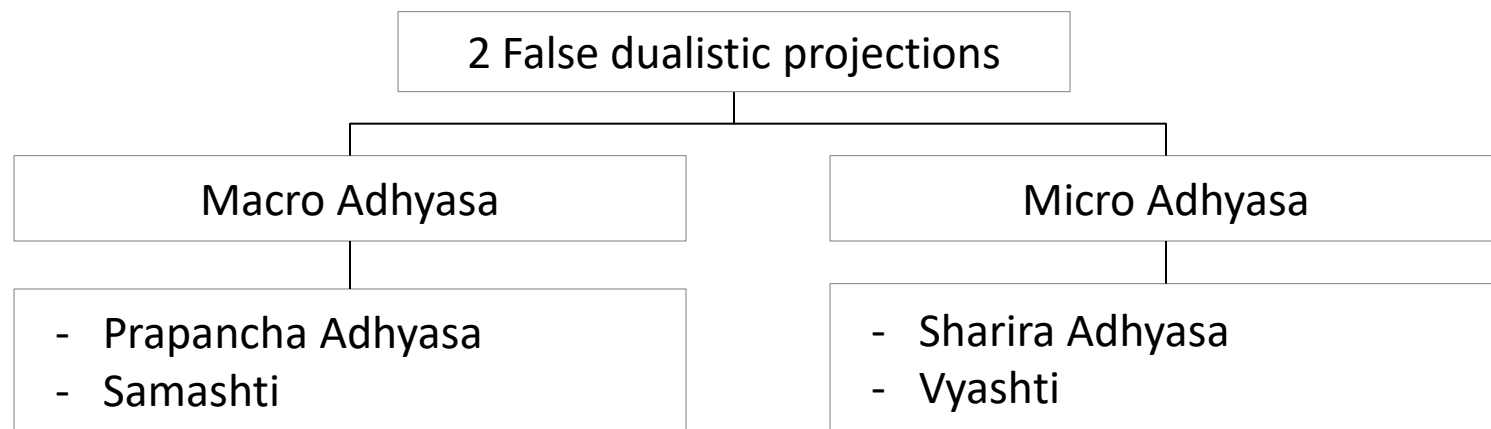 2 False dualistic projections
Macro Adhyasa
Micro Adhyasa
- Prapancha Adhyasa
- Samashti
- Sharira Adhyasa
- Vyashti